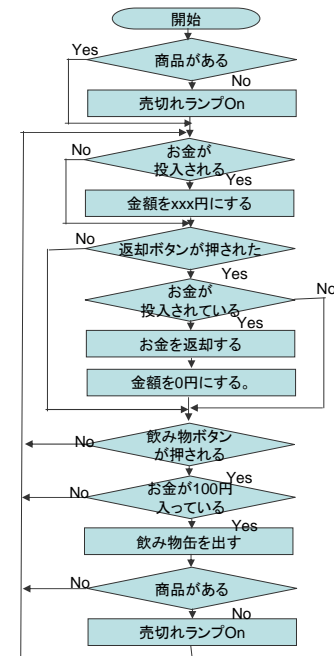 開始
Yes
商品がある
No
売切れランプOn
No
お金が
投入される
Yes
金額をxxx円にする
No
返却ボタンが押された
Yes
お金が
投入されている
No
Yes
お金を返却する
金額を0円にする。
飲み物ボタン
が押される
No
Yes
お金が100円
入っている
No
Yes
飲み物缶を出す
No
商品がある
No
売切れランプOn